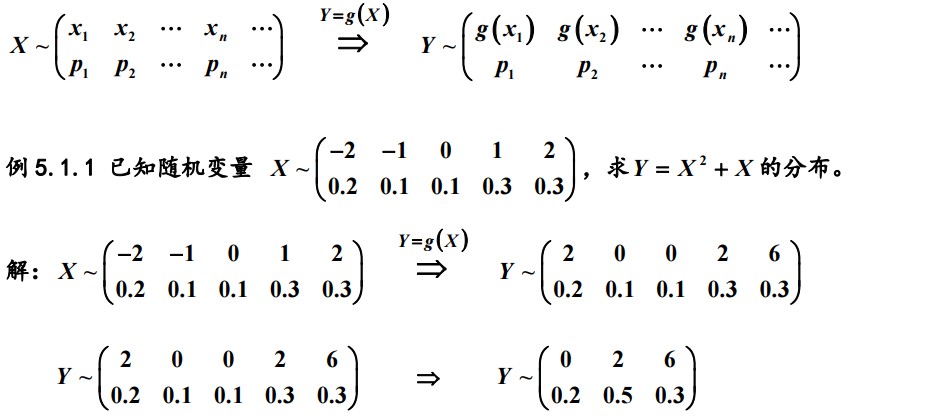 X ~ (x₁ x₂ ⋯ xₙ ⋯ / p₁ p₂ ⋯ pₙ ⋯) Y=g(X) ⇒ Y ~ (g(x₁) g(x₂) ⋯ g(xₙ) ⋯ / p₁ p₂ ⋯ pₙ ⋯)
例 5.1.1 已知随机变量 X ~ (−2 −1 0 1 2 / 0.2 0.1 0.1 0.3 0.3)，求 Y = X² + X 的分布。
解：X ~ (−2 −1 0 1 2 / 0.2 0.1 0.1 0.3 0.3) Y=g(X) ⇒ Y ~ (2 0 0 2 6 / 0.2 0.1 0.1 0.3 0.3)
Y ~ (2 0 0 2 6 / 0.2 0.1 0.1 0.3 0.3) ⇒ Y ~ (0 2 6 / 0.2 0.5 0.3)